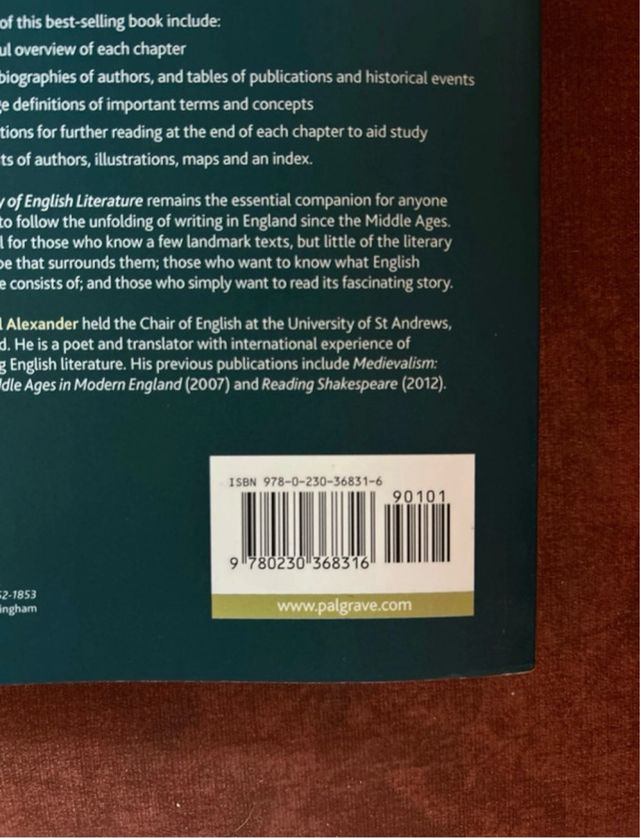 of this best-selling book include:
ul overview of each chapter
biographies of authors, and tables of publications and historical events
ge definitions of important terms and concepts
tions for further reading at the end of each chapter to aid study
ts of authors, illustrations, maps and an index.
y of English Literature remains the essential companion for anyone
to follow the unfolding of writing in England since the Middle Ages.
l for those who know a few landmark texts, but little of the literary
pe that surrounds them; those who want to know what English
e consists of; and those who simply want to read its fascinating story.
l Alexander held the Chair of English at the University of St Andrews,
d. He is a poet and translator with international experience of
g English literature. His previous publications include Medievalism:
ddle Ages in Modern England (2007) and Reading Shakespeare (2012).
ISBN 978-0-230-36831-6
90101
9 780230 368316
www.palgrave.com
52-1853
ingham